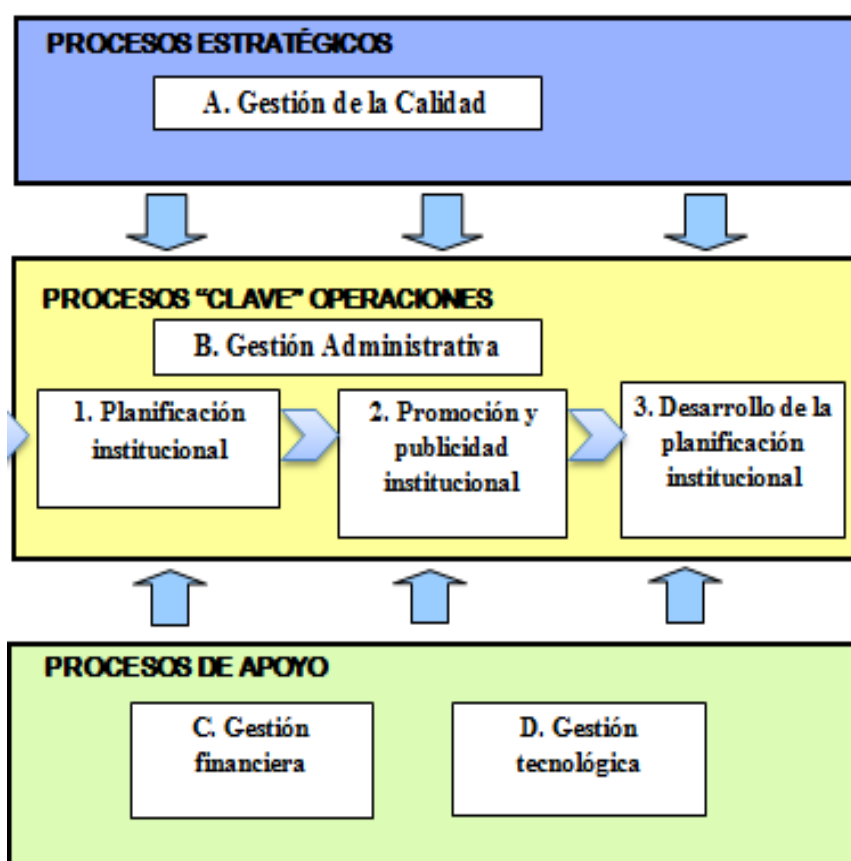 PROCESOS ESTRATÉGICOS
A. Gestión de la Calidad
PROCESOS “CLAVE” OPERACIONES
B. Gestión Administrativa
1. Planificación
institucional
2. Promoción y
publicidad
institucional
3. Desarrollo de la
planificación
institucional
PROCESOS DE APOYO
C. Gestión
financiera
D. Gestión
tecnológica